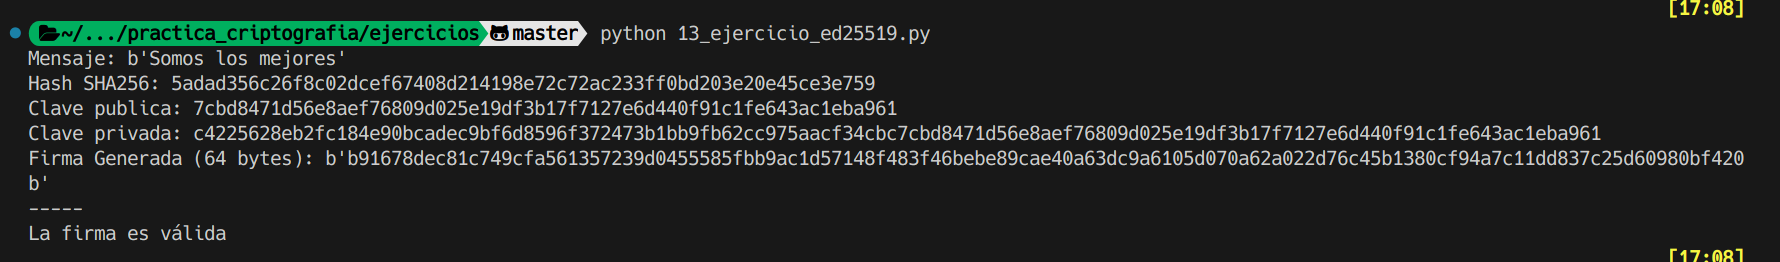 [17:08]
~/.../practica_criptografia/ejercicios master python 13_ejercicio_ed25519.py
Mensaje: b'Somos los mejores'
Hash SHA256: 5adad356c26f8c02dcef67408d214198e72c72ac233ff0bd203e20e45ce3e759
Clave publica: 7cbd8471d56e8aef76809d025e19df3b17f7127e6d440f91c1fe643ac1eba961
Clave privada: c4225628eb2fc184e90bcadec9bf6d8596f372473b1bb9fb62cc975aacf34cbc7cbd8471d56e8aef76809d025e19df3b17f7127e6d440f91c1fe643ac1eba961
Firma Generada (64 bytes): b'b91678dec81c749cfa561357239d0455585fbb9ac1d57148f483f46bebe89cae40a63dc9a6105d070a62a022d76c45b1380cf94a7c11dd837c25d60980bf420
b'
-----
La firma es válida
[17:08]